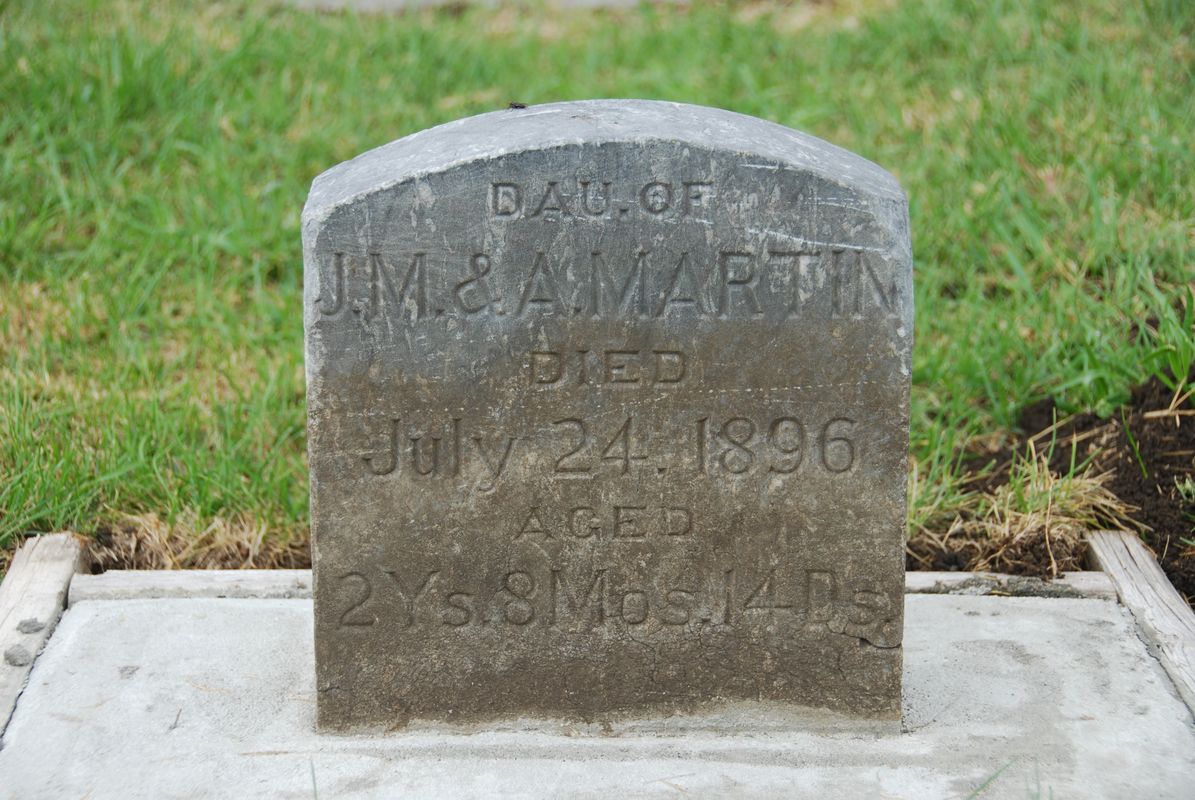 DAU. OF
J.M. & A. MARTIN
DIED
July 24. 1896
AGED
2 Ys. 8 Mos. 14 Ds.